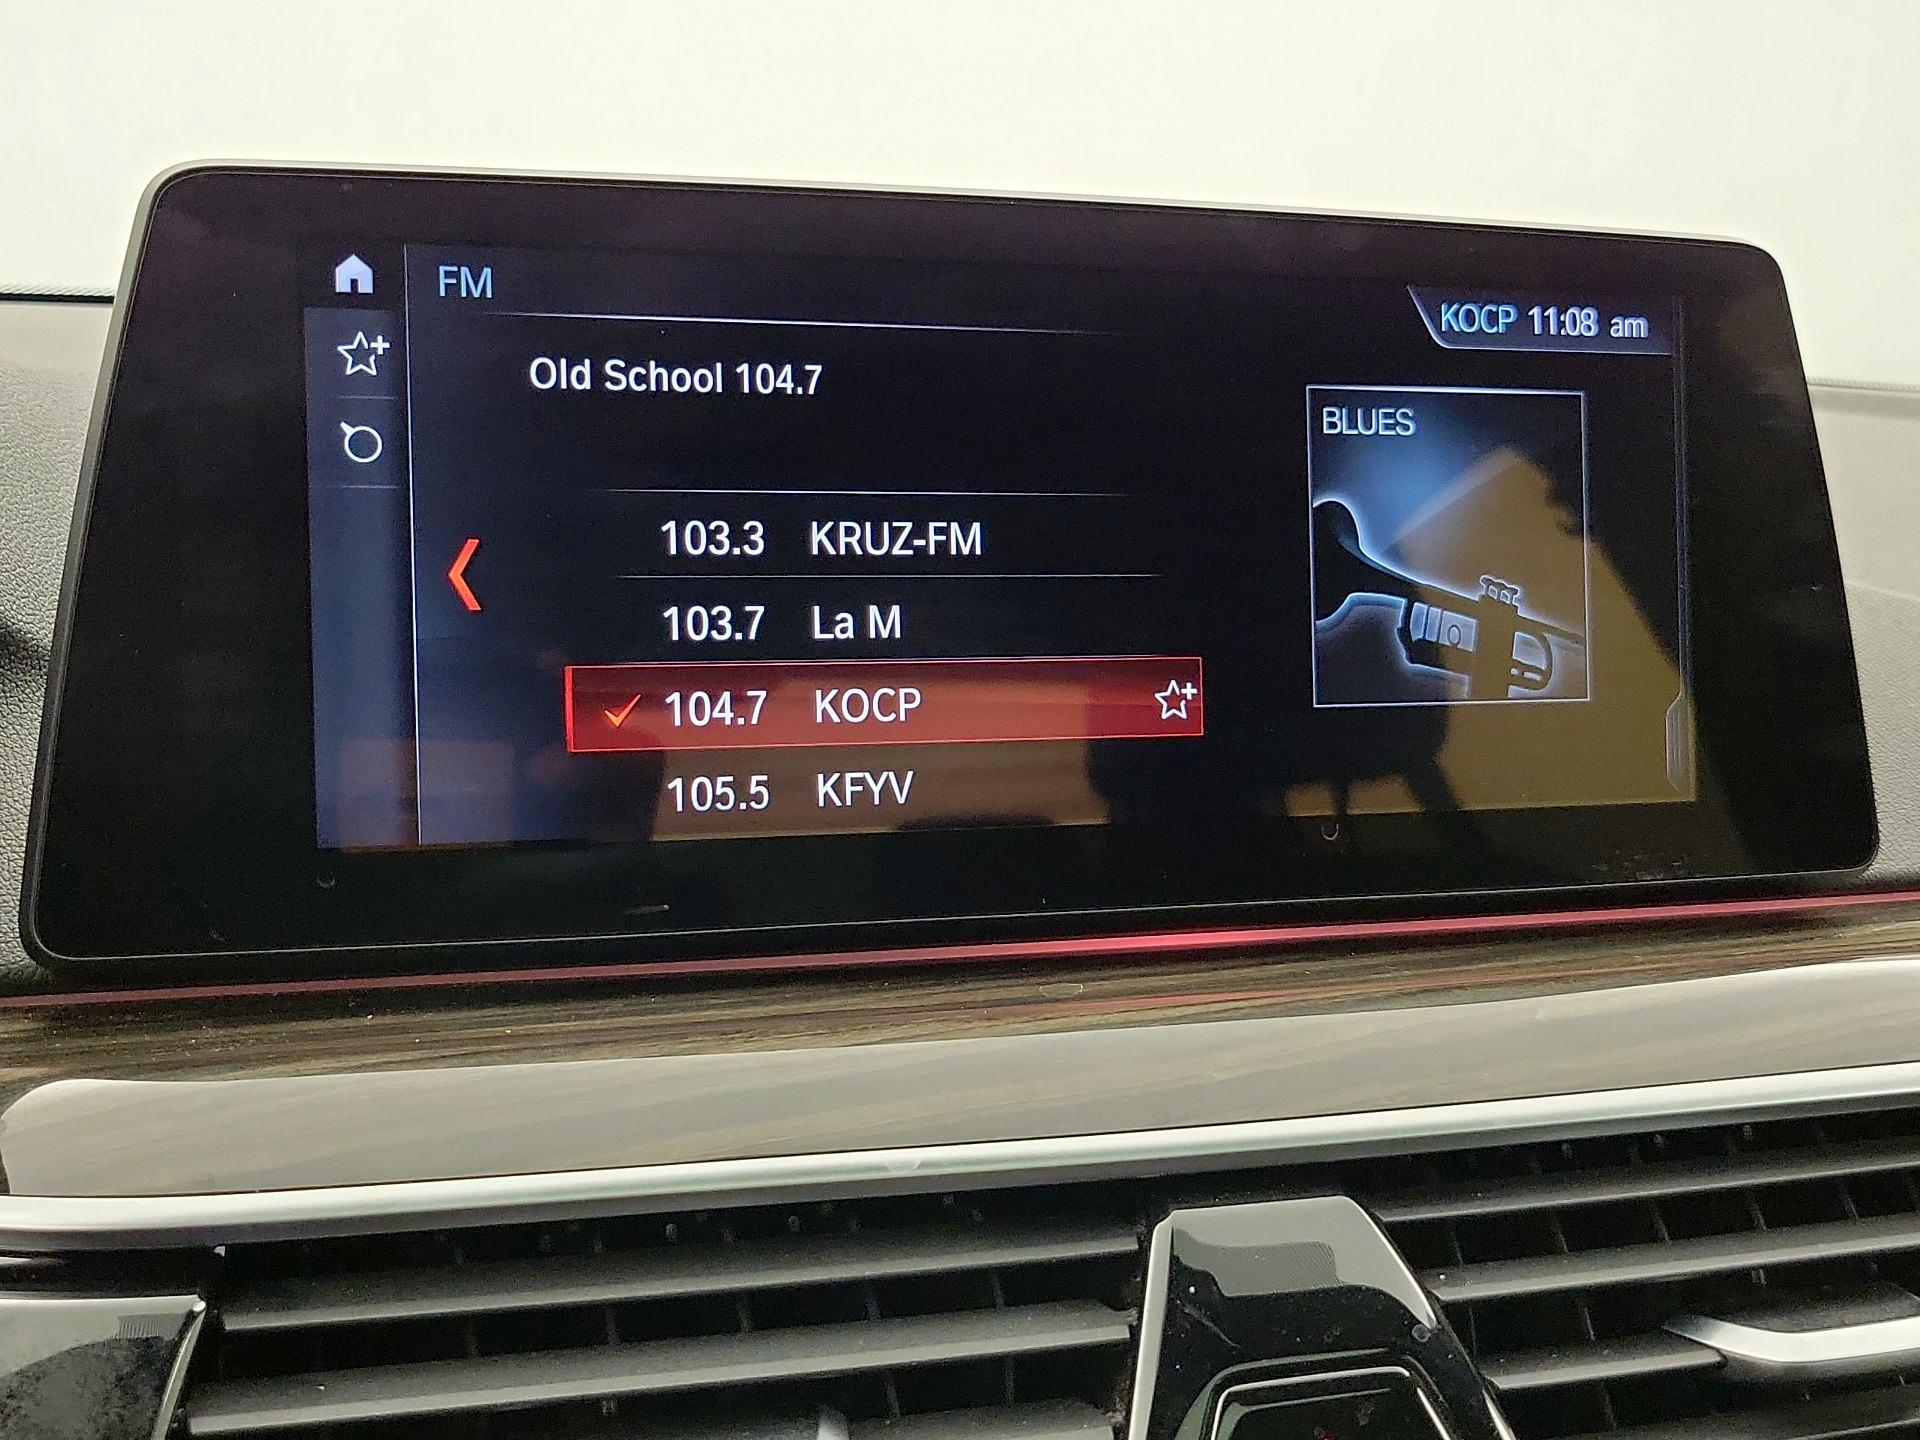 FM
KOCP 11:08 am
Old School 104.7
BLUES
103.3 KRUZ-FM
103.7 La M
104.7 KOCP
105.5 KFYV